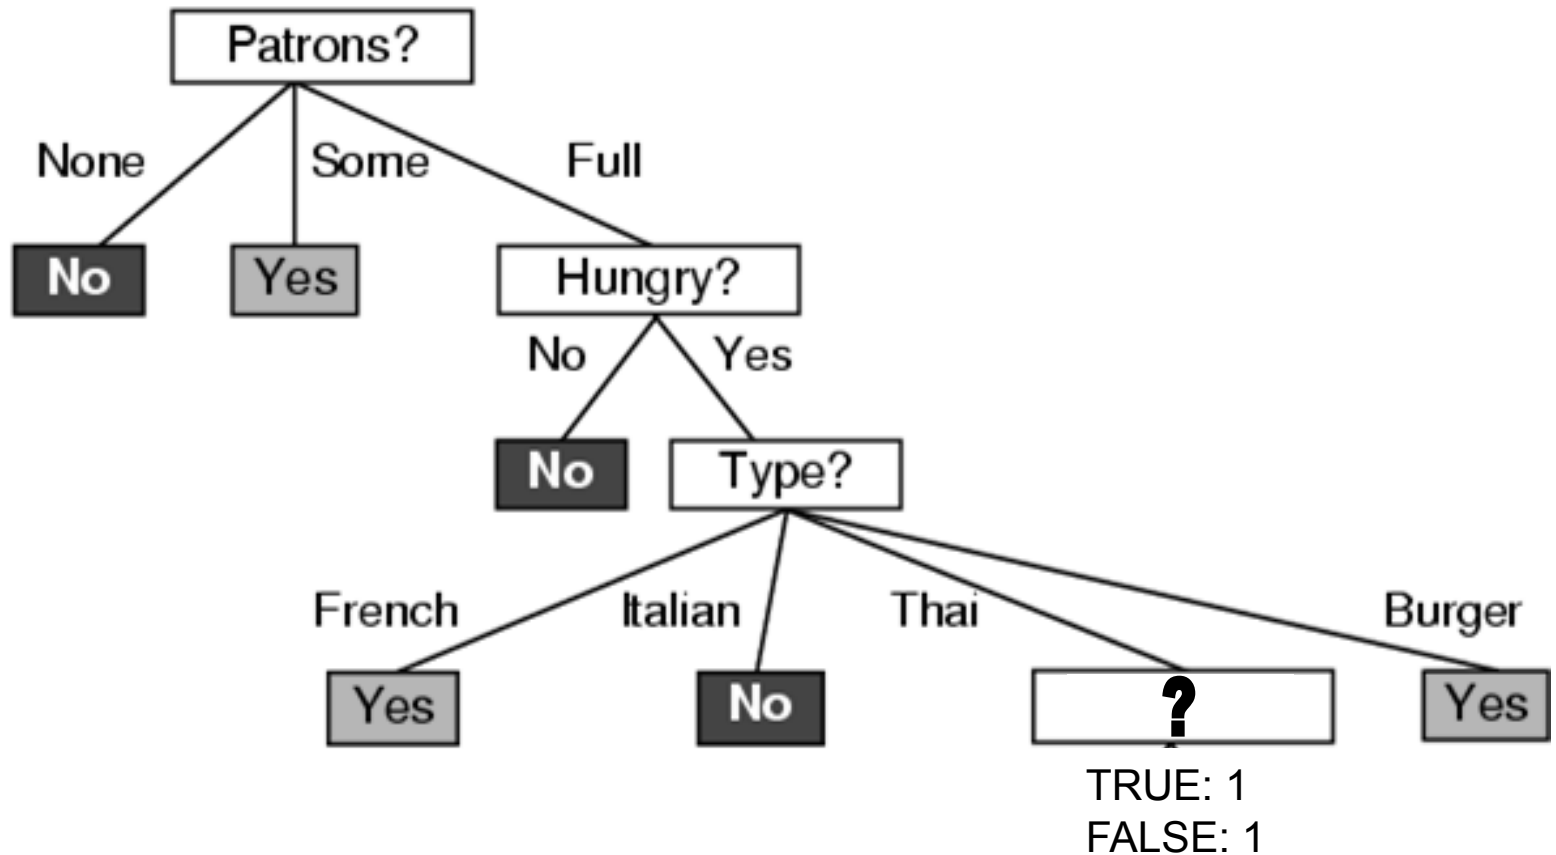 Patrons?
None Some Full
No Yes Hungry?
No Yes
No Type?
French Italian Thai Burger
Yes No ? Yes
TRUE: 1
FALSE: 1